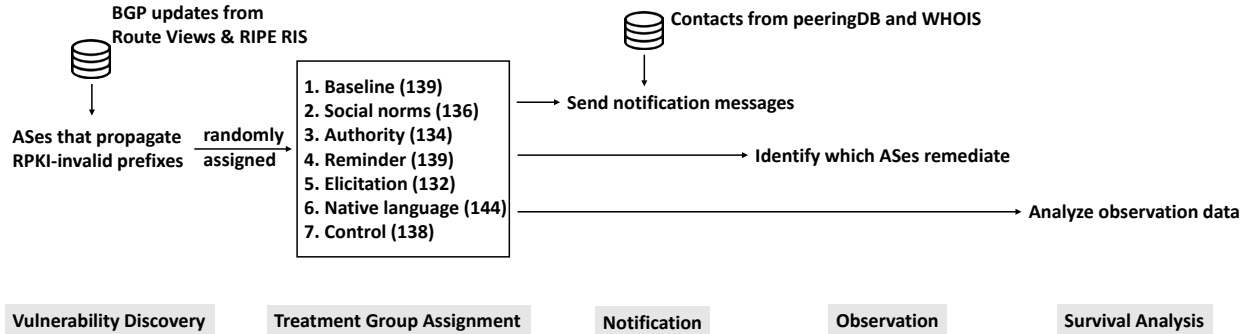 BGP updates from
Route Views & RIPE RIS
Contacts from peeringDB and WHOIS
ASes that propagate
RPKI-invalid prefixes
randomly
assigned
1. Baseline (139)
2. Social norms (136)
3. Authority (134)
4. Reminder (139)
5. Elicitation (132)
6. Native language (144)
7. Control (138)
Send notification messages
Identify which ASes remediate
Analyze observation data
Vulnerability Discovery
Treatment Group Assignment
Notification
Observation
Survival Analysis